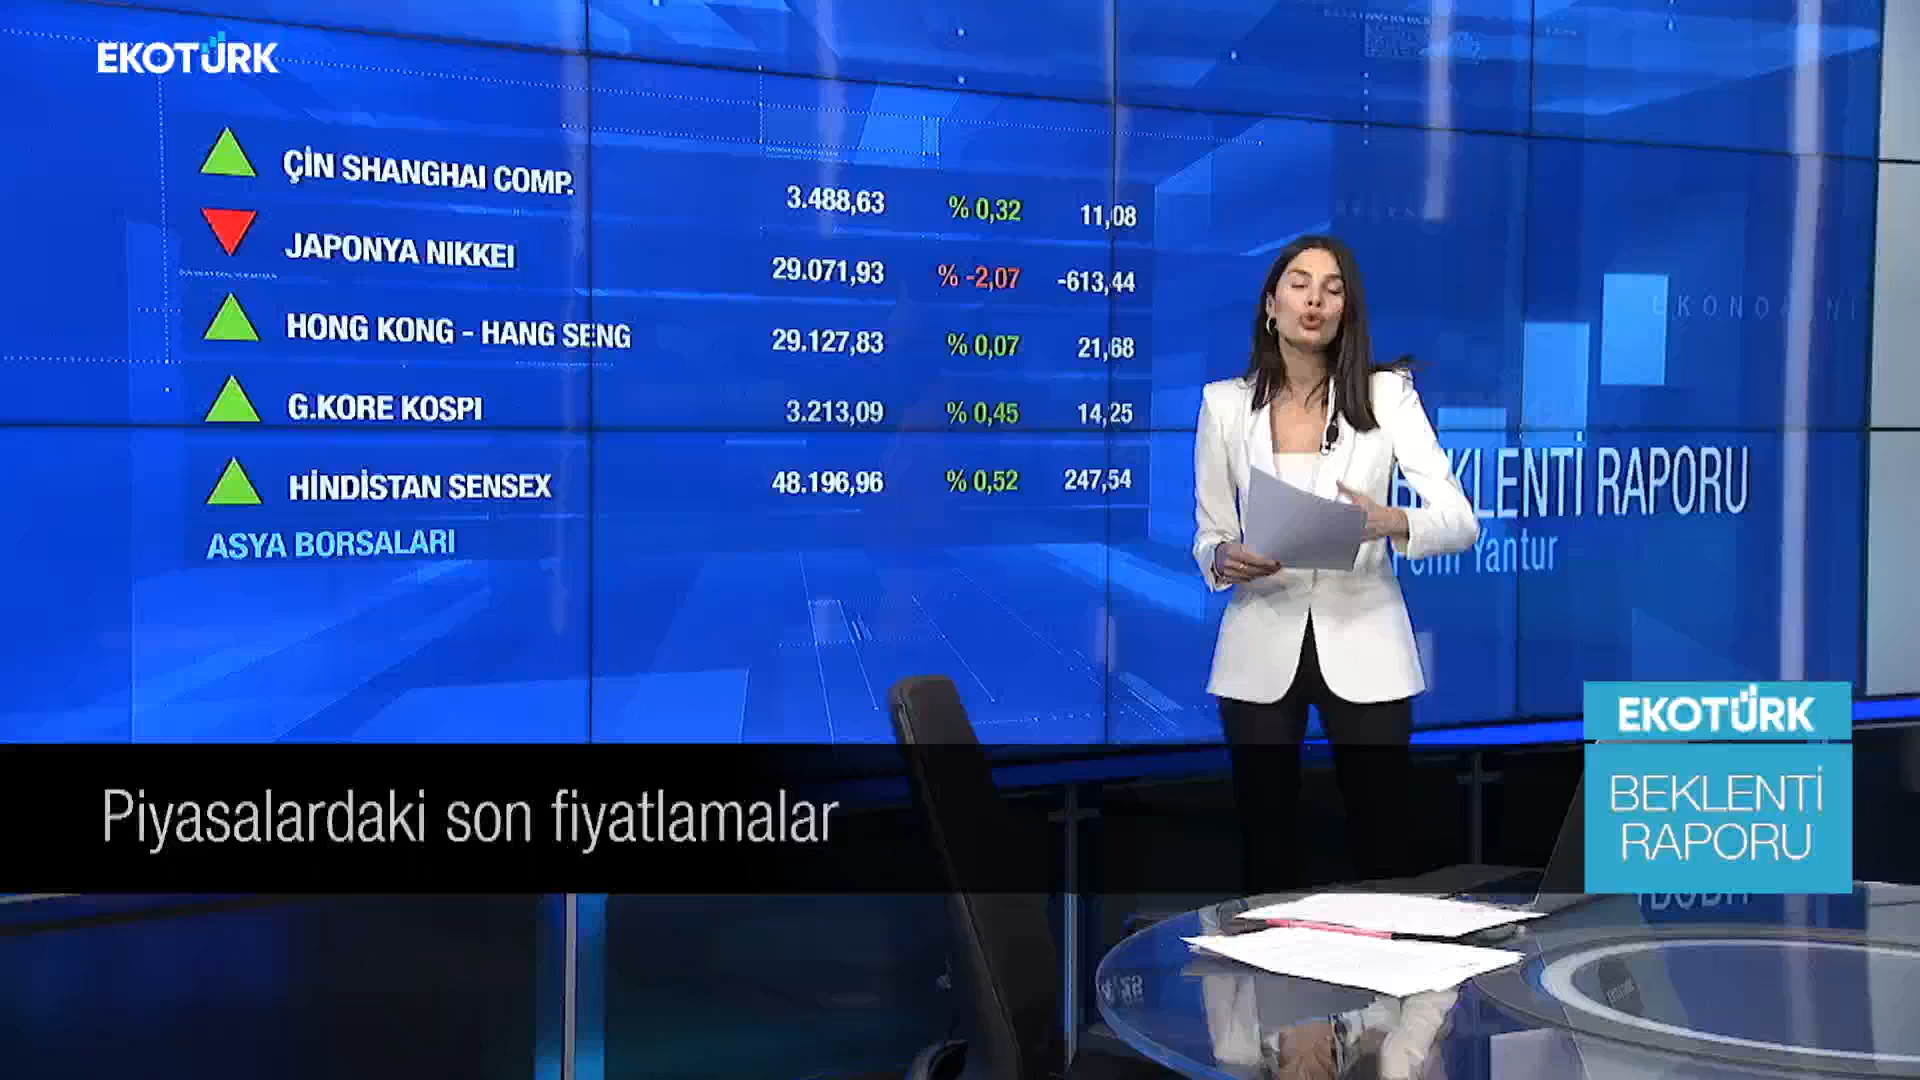 EKOTÜRK
ÇİN SHANGHAI COMP. 3.488,63 % 0,32 11,08
JAPONYA NIKKEI 29.071,93 % -2,07 -613,44
HONG KONG - HANG SENG 29.127,83 % 0,07 21,68
G.KORE KOSPI 3.213,09 % 0,45 14,25
HİNDİSTAN SENSEX 48.196,96 % 0,52 247,54
ASYA BORSALARI
BEKLENTİ RAPORU
Yantur
Piyasalardaki son fiyatlamalar
EKOTÜRK
BEKLENTİ
RAPORU